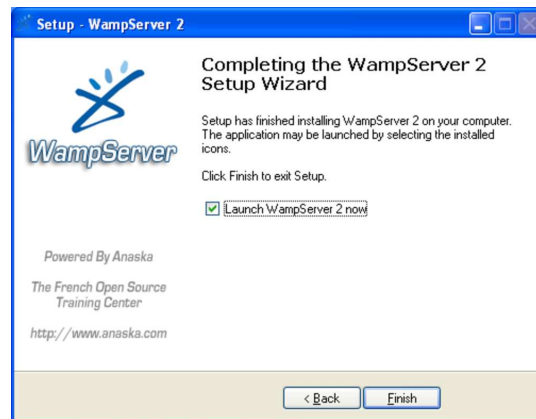 Setup - WampServer 2
Completing the WampServer 2
Setup Wizard
Setup has finished installing WampServer 2 on your computer.
The application may be launched by selecting the installed
icons.
Click Finish to exit Setup.
Launch WampServer 2 now
WampServer
Powered By Anaska
The French Open Source
Training Center
http://www.anaska.com
< Back
Finish